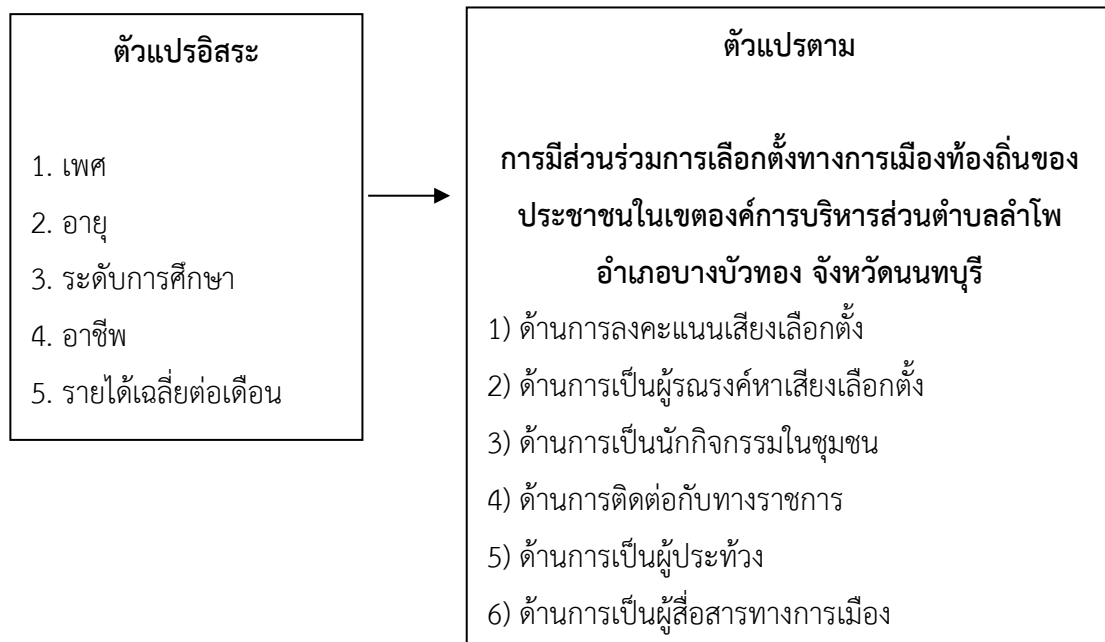 ตัวแปรอิสระ
1. เพศ
2. อายุ
3. ระดับการศึกษา
4. อาชีพ
5. รายได้เฉลี่ยต่อเดือน
ตัวแปรตาม
การมีส่วนร่วมการเลือกตั้งทางการเมืองท้องถิ่นของ
ประชาชนในเขตองค์การบริหารส่วนตำบลลำโพ
อำเภอบางบัวทอง จังหวัดนนทบุรี
1) ด้านการลงคะแนนเสียงเลือกตั้ง
2) ด้านการเป็นผู้รณรงค์หาเสียงเลือกตั้ง
3) ด้านการเป็นนักกิจกรรมในชุมชน
4) ด้านการติดต่อกับทางราชการ
5) ด้านการเป็นผู้ประท้วง
6) ด้านการเป็นผู้สื่อสารทางการเมือง